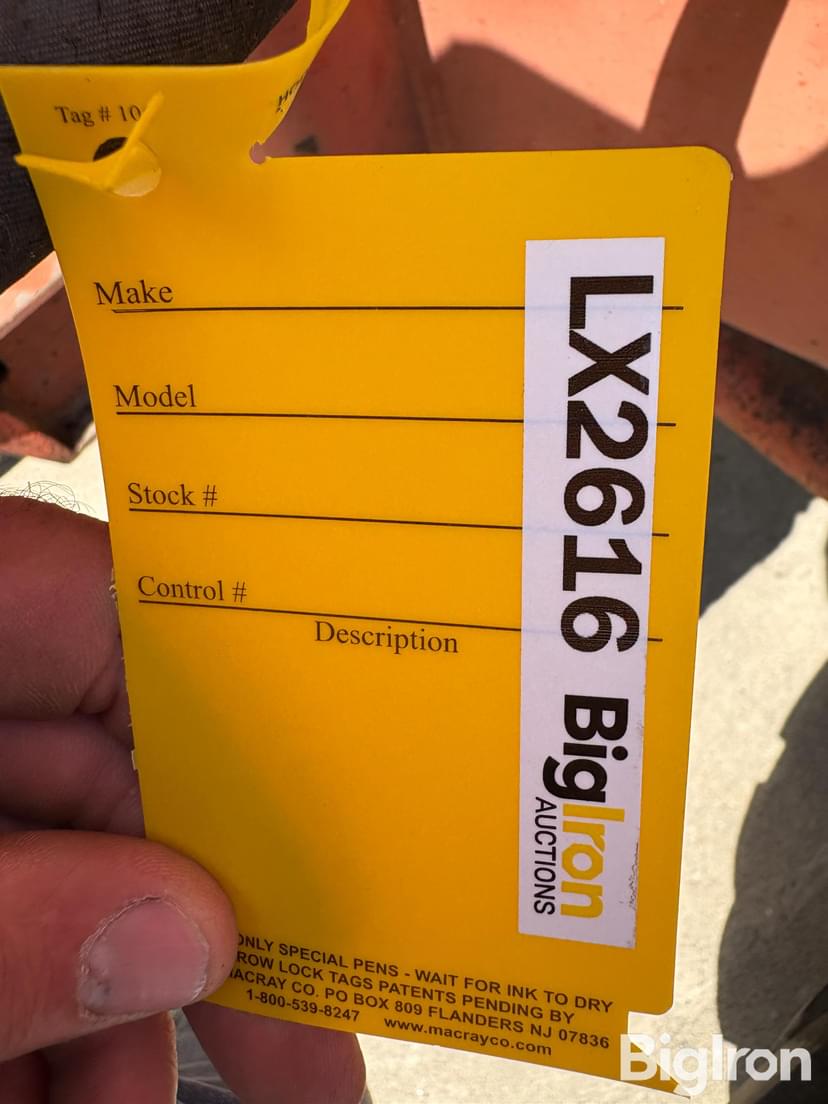 Tag # 10
Make
Model
Stock #
Control #
Description
LX2616 BigIron
AUCTIONS
ONLY SPECIAL PENS - WAIT FOR INK TO DRY
ROW LOCK TAGS PATENTS PENDING BY
MACRAY CO. PO BOX 809 FLANDERS NJ 07836
1-800-539-8247 www.macrayco.com
BigIron